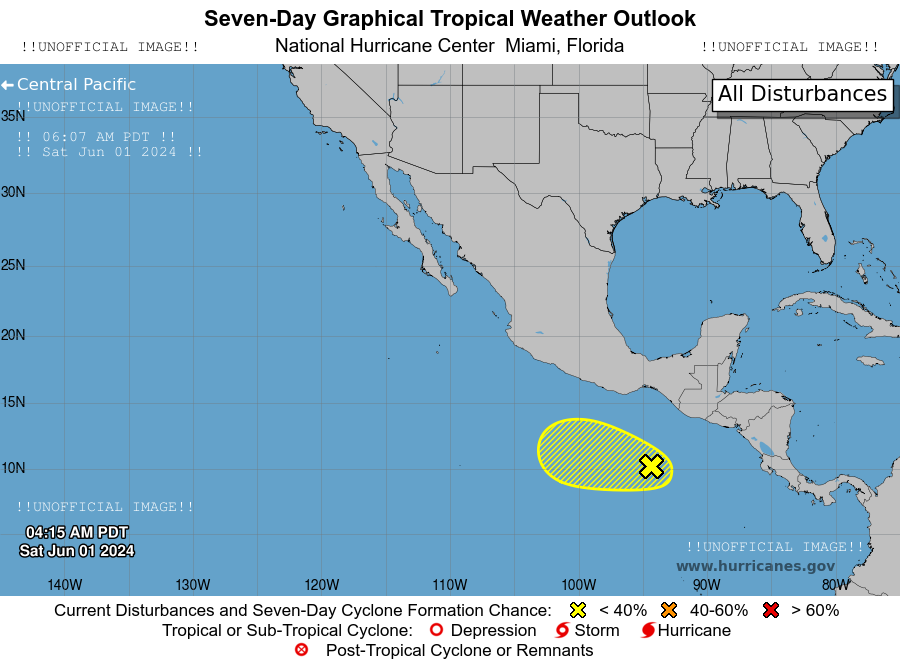 Seven-Day Graphical Tropical Weather Outlook
!!UNOFFICIAL IMAGE!! National Hurricane Center Miami, Florida !!UNOFFICIAL IMAGE!!
Central Pacific
All Disturbances
!!UNOFFICIAL IMAGE!!
35N
!! 06:07 AM PDT !!
!! Sat Jun 01 2024 !!
30N
25N
20N
15N
10N
!!UNOFFICIAL IMAGE!!
04:15 AM PDT
Sat Jun 01 2024
!!UNOFFICIAL IMAGE!!
www.hurricanes.gov
140W 130W 120W 110W 100W 90W 80W
Current Disturbances and Seven-Day Cyclone Formation Chance: < 40% 40-60% > 60%
Tropical or Sub-Tropical Cyclone: Depression Storm Hurricane
Post-Tropical Cyclone or Remnants